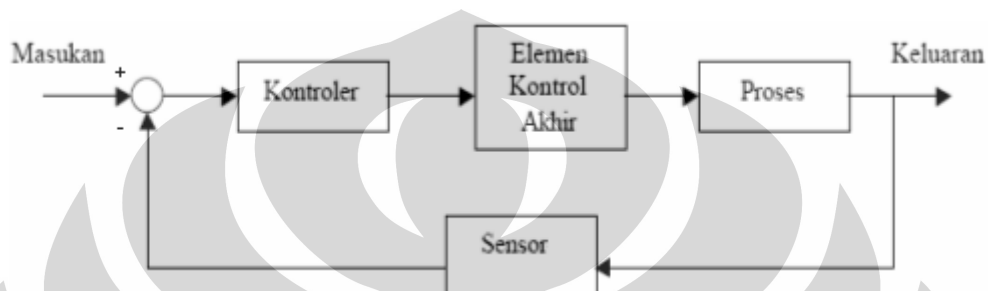 Masukan
+
-
Kontroler
Elemen
Kontrol
Akhir
Proses
Keluaran
Sensor